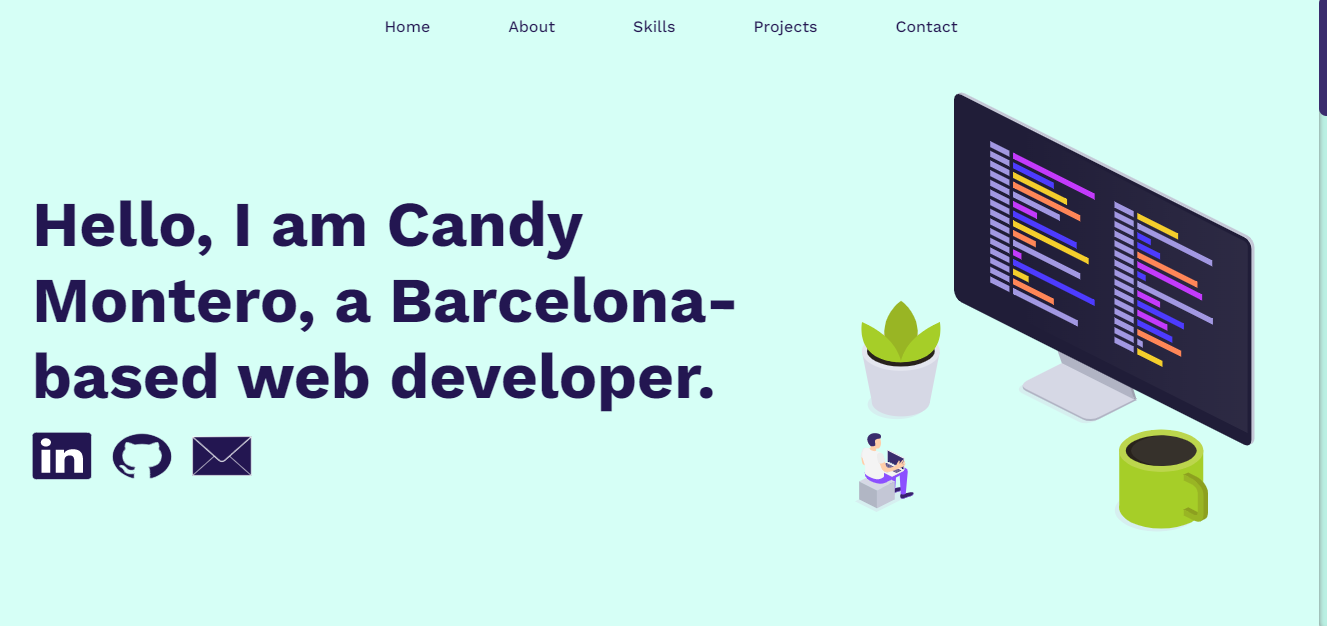 Home About Skills Projects Contact
Hello, I am Candy
Montero, a Barcelona-
based web developer.
in